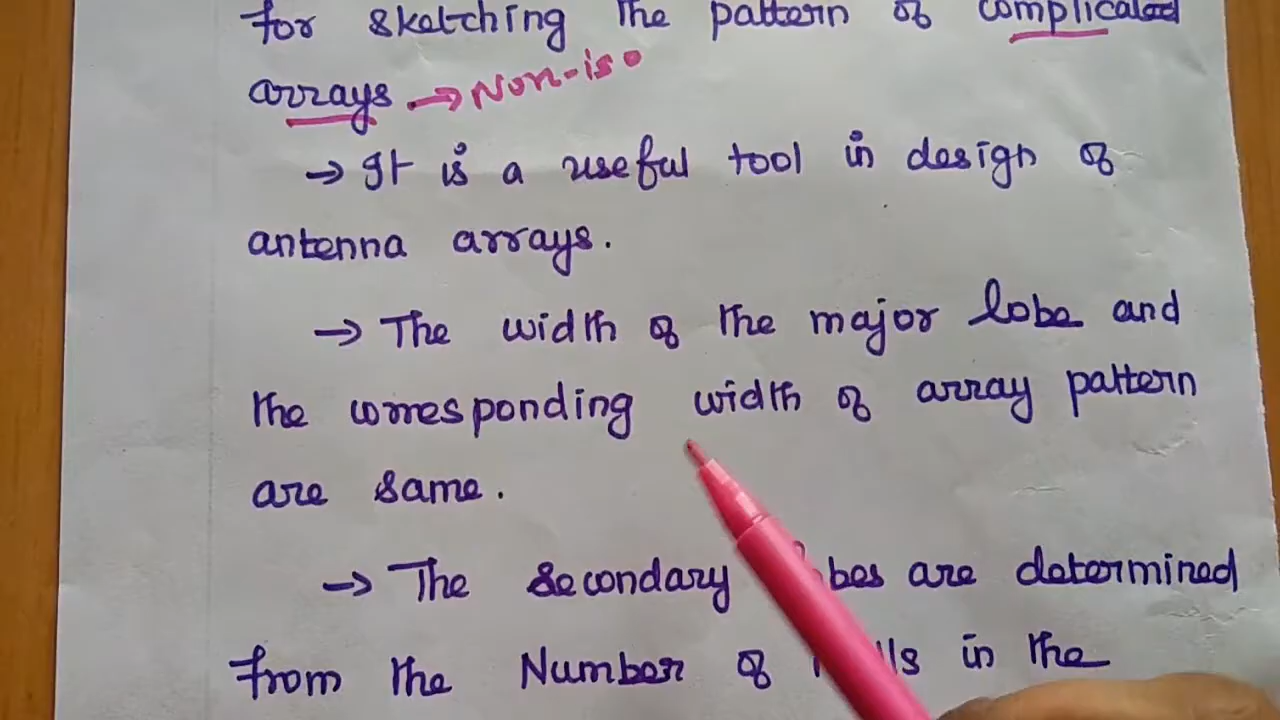 for sketching the pattern of complicated
arrays → Non-iso
→ It is a useful tool in design of
antenna arrays.
→ The width of the major lobe and
the corresponding width of array pattern
are same.
→ The secondary are determined
from the Number of in the